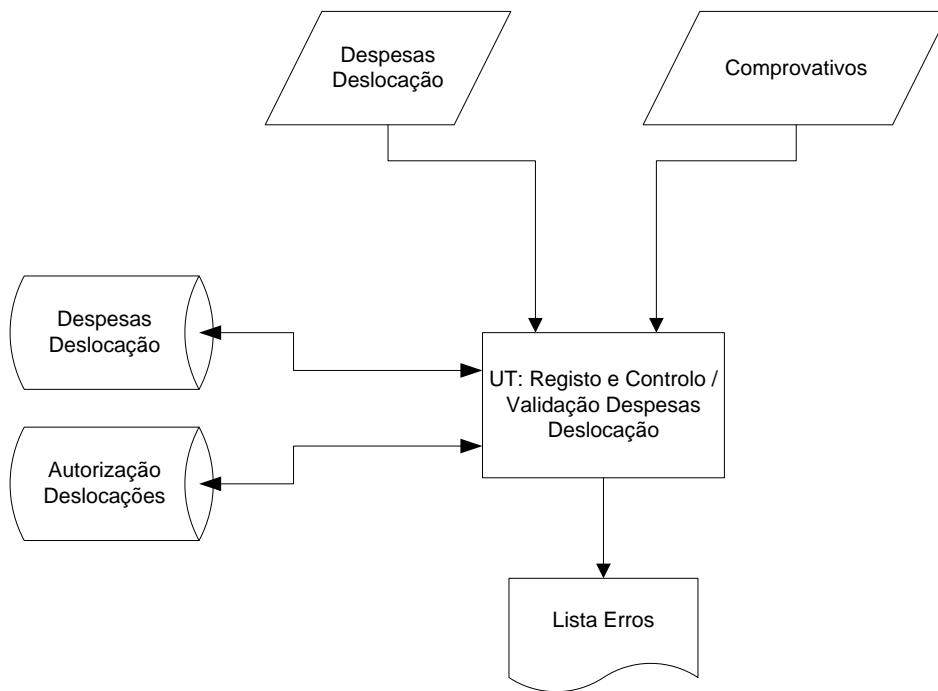 Despesas
Deslocação
Comprovativos
Despesas
Deslocação
UT: Registo e Controlo /
Validação Despesas
Deslocação
Autorização
Deslocações
Lista Erros